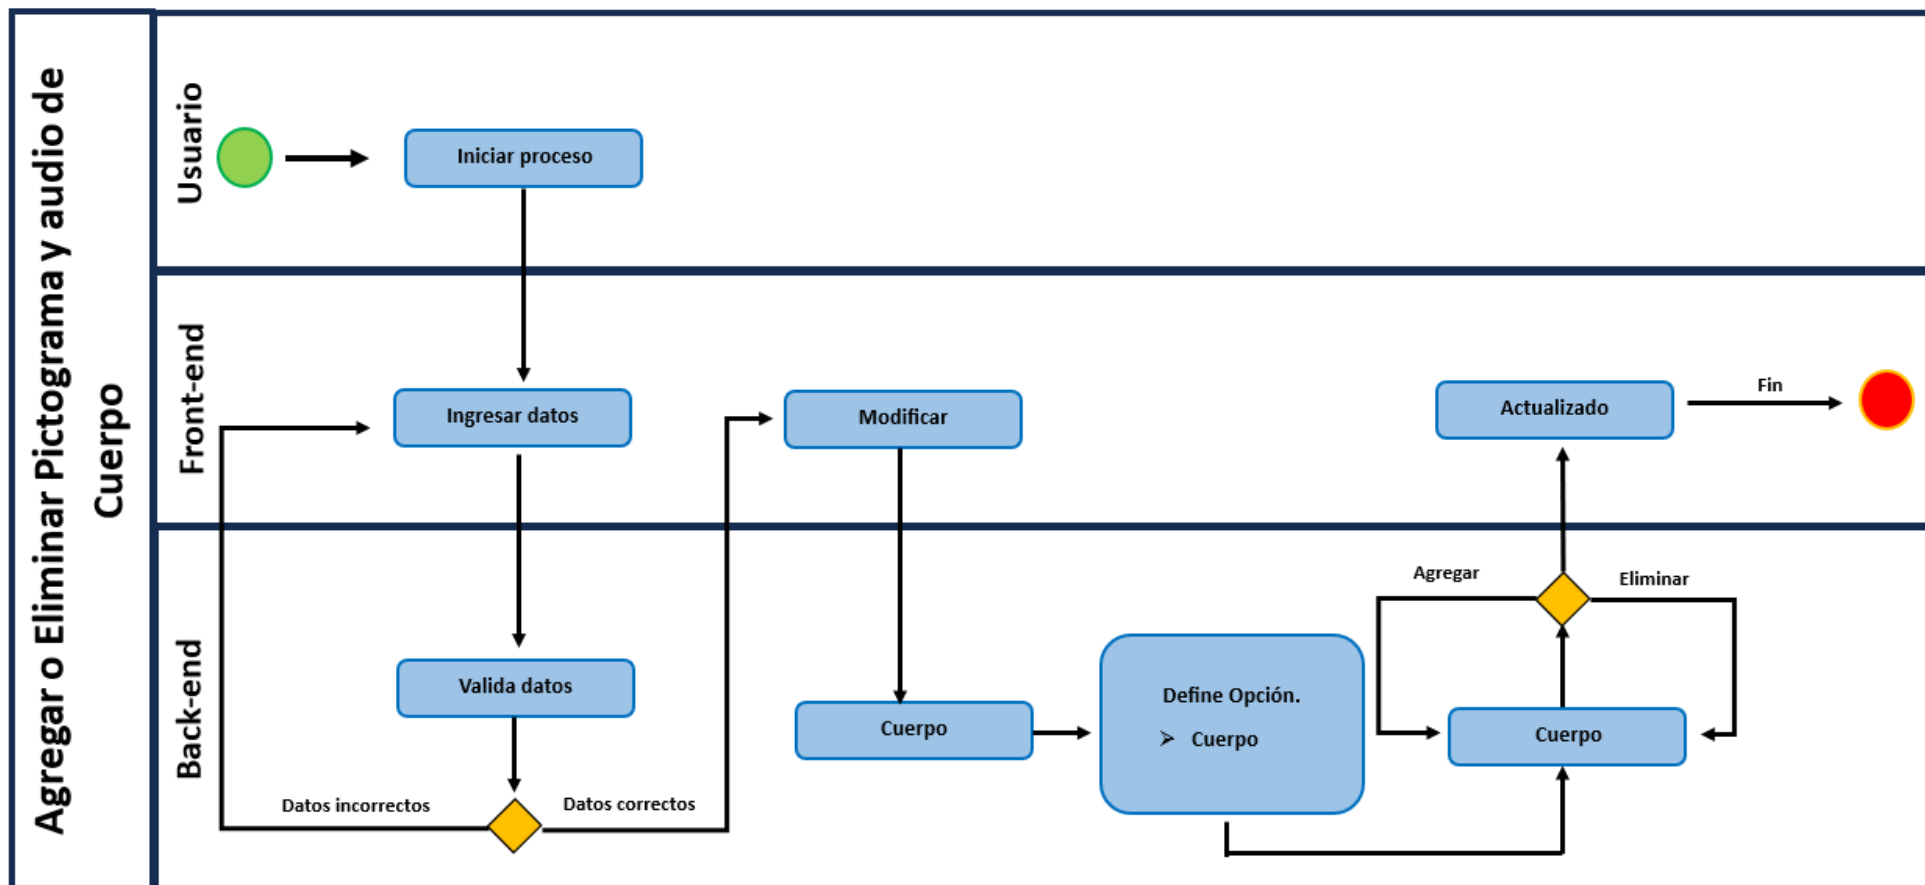 Agregar o Eliminar Pictograma y audio de
Cuerpo
Usuario
Iniciar proceso
Front-end
Ingresar datos
Modificar
Actualizado
Fin
Back-end
Valida datos
Datos incorrectos
Datos correctos
Cuerpo
Define Opción.
➢ Cuerpo
Agregar
Eliminar
Cuerpo